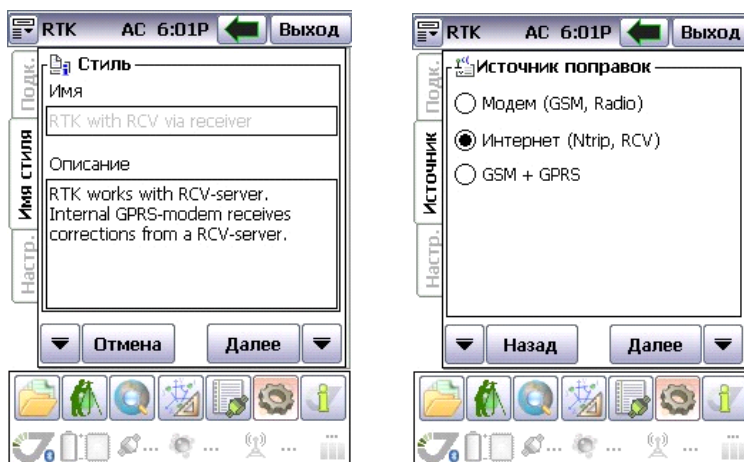 RTK AC 6:01P Выход
Подк.
Имя стиля
Настр.
Стиль
Имя
RTK with RCV via receiver
Описание
RTK works with RCV-server.
Internal GPRS-modem receives
corrections from a RCV-server.
Отмена Далее
RTK AC 6:01P Выход
Подк.
Источник
Настр.
Источник поправок
Модем (GSM, Radio)
Интернет (Ntrip, RCV)
GSM + GPRS
Назад Далее